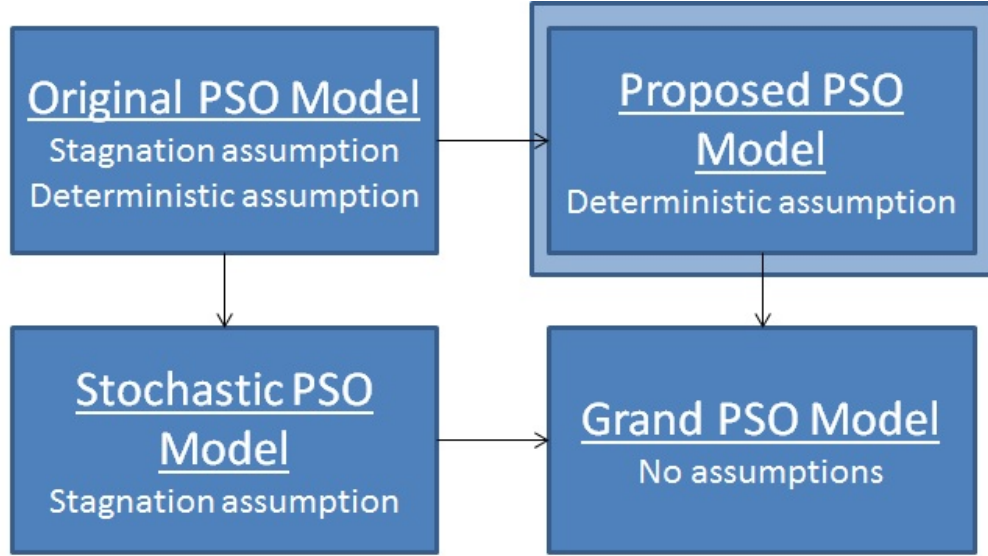 Original PSO Model
Stagnation assumption
Deterministic assumption
Proposed PSO
Model
Deterministic assumption
Stochastic PSO
Model
Stagnation assumption
Grand PSO Model
No assumptions